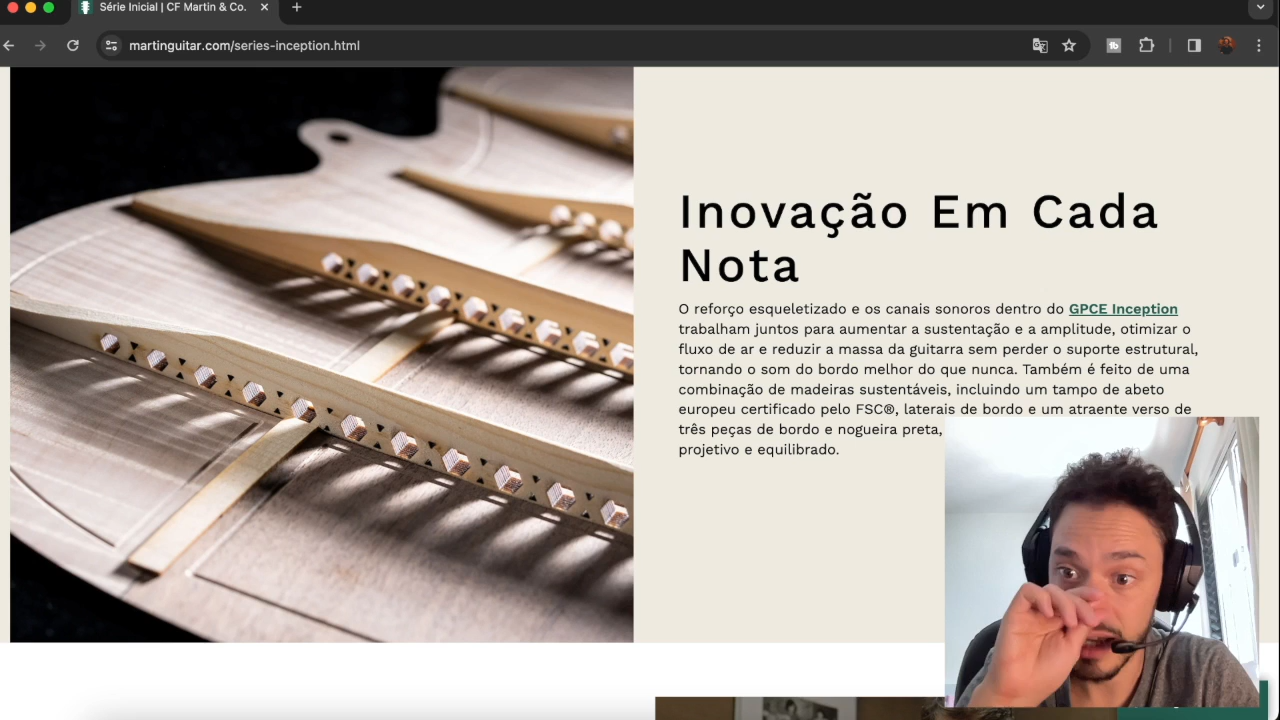 Série Inicial | CF Martin & Co.
martinguitar.com/series-inception.html
Inovação Em Cada
Nota
O reforço esqueletizado e os canais sonoros dentro do GPCE Inception
trabalham juntos para aumentar a sustentação e a amplitude, otimizar o
fluxo de ar e reduzir a massa da guitarra sem perder o suporte estrutural,
tornando o som do bordo melhor do que nunca. Também é feito de uma
combinação de madeiras sustentáveis, incluindo um tampo de abeto
europeu certificado pelo FSC®, laterais de bordo e um atraente verso de
três peças de bordo e nogueira preta,
projetivo e equilibrado.